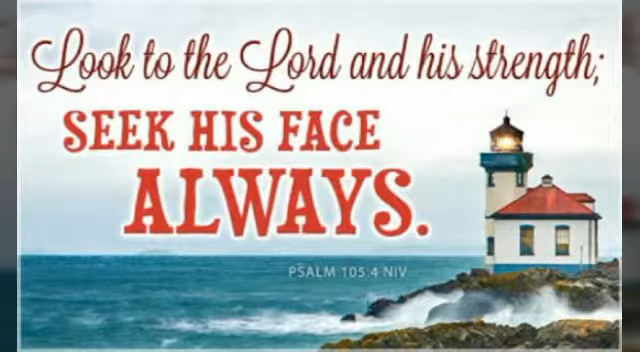 Look to the Lord and his strength;
SEEK HIS FACE
ALWAYS.
PSALM 105:4 NIV